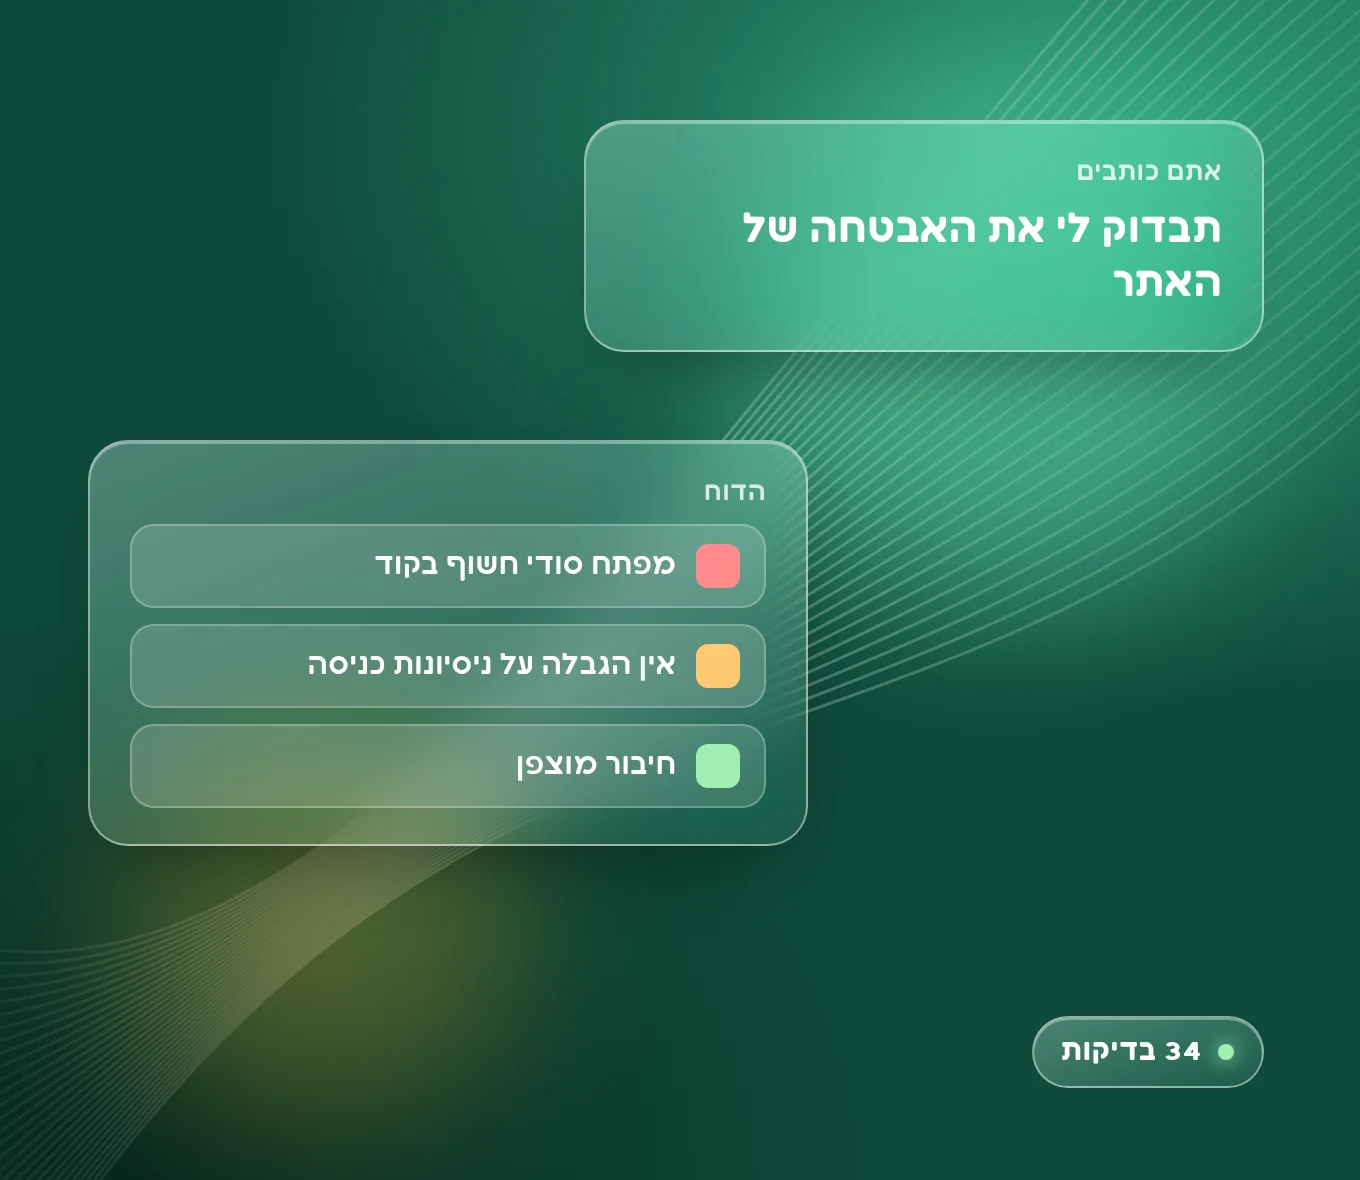 אתם כותבים
תבדוק לי את האבטחה של
האתר
הדוח
מפתח סודי חשוף בקוד
אין הגבלה על ניסיונות כניסה
חיבור מוצפן
34 בדיקות